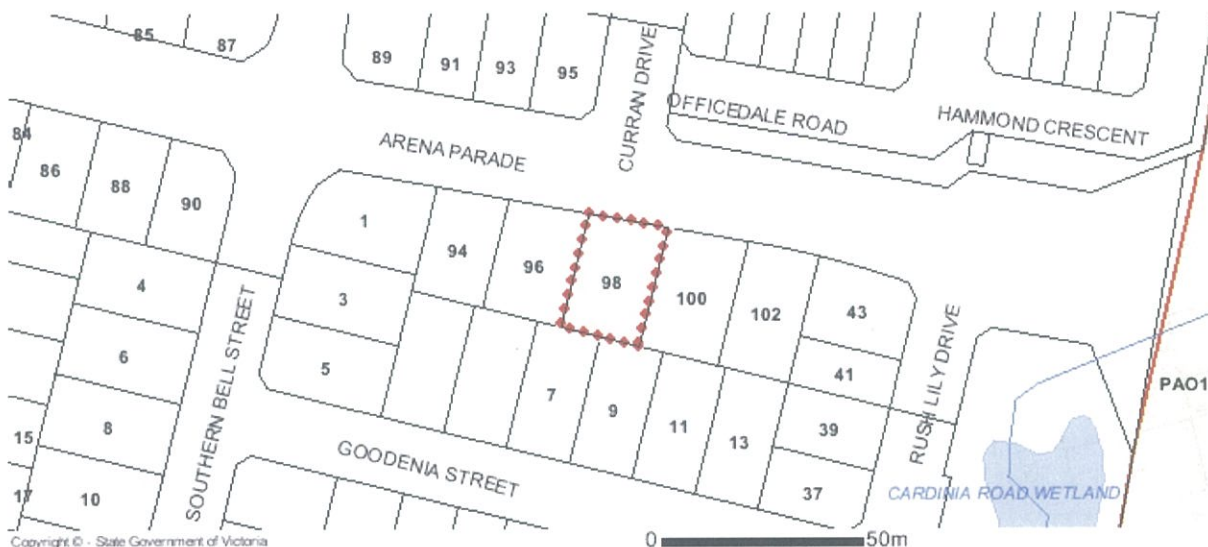 85
87
89
91
93
95
CURRAN DRIVE
OFFICEDALE ROAD
HAMMOND CRESCENT
ARENA PARADE
84
86
88
90
1
94
96
98
100
102
43
4
3
41
6
5
7
9
11
13
39
37
8
15
17
10
SOUTHERN BELL STREET
GOODENIA STREET
RUSH LILY DRIVE
PAO1
CARDINIA ROAD WETLAND
Copyright © - State Government of Victoria
0 50m